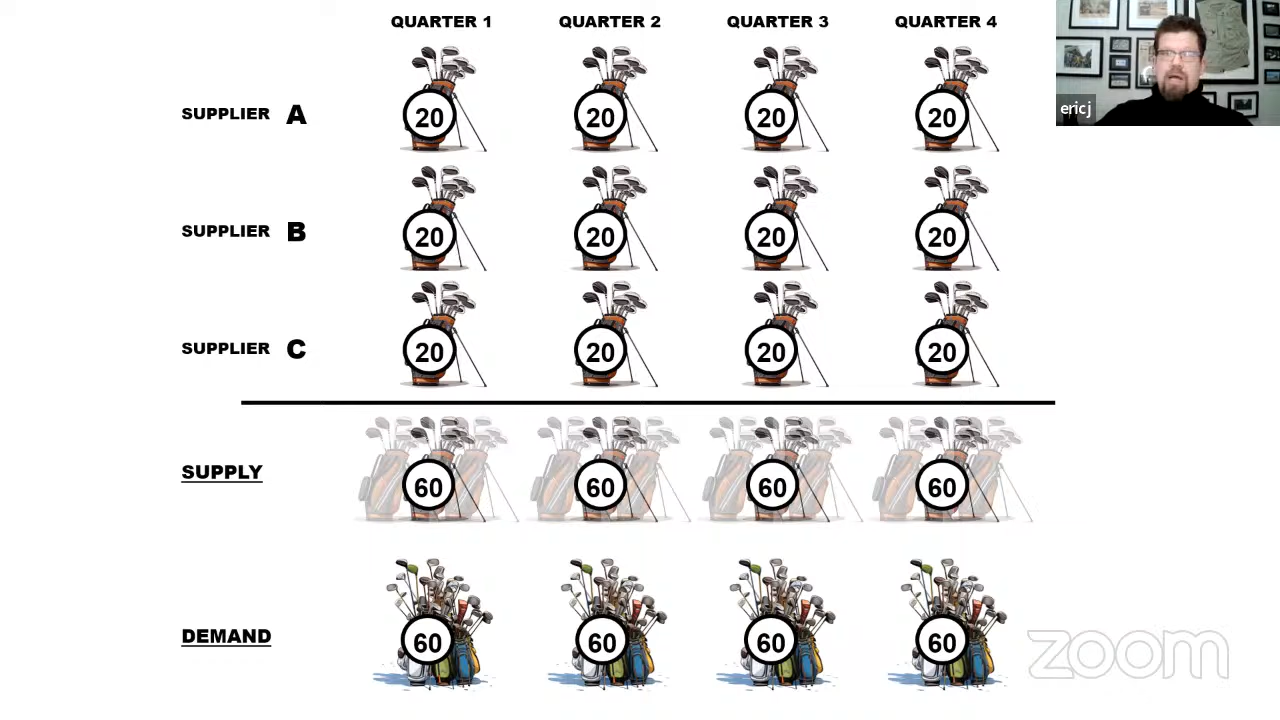 QUARTER 1 QUARTER 2 QUARTER 3 QUARTER 4
SUPPLIER A 20 20 20 20
ericj
SUPPLIER B 20 20 20 20
SUPPLIER C 20 20 20 20
SUPPLY 60 60 60 60
DEMAND 60 60 60 60
zoom